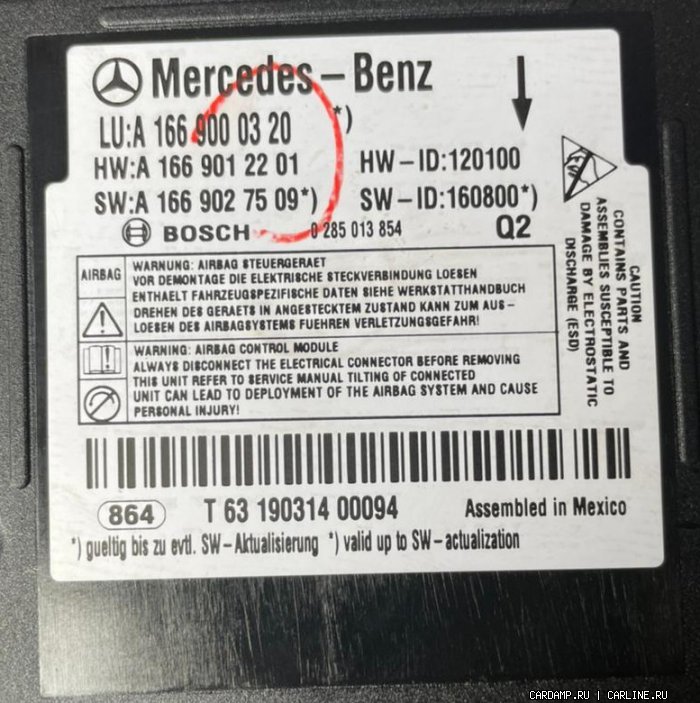 Mercedes-Benz
LU:A 166 900 0320 *)
HW:A 166 901 2201 HW-ID:120100
SW:A 166 902 7509*) SW-ID:160800*)
BOSCH 0 285 013 854 Q2
AIRBAG
WARNUNG: AIRBAG STEUERGERAET
VOR DEMONTAGE DIE ELEKTRISCHE STECKVERBINDUNG LOESEN
ENTHAELT FAHRZEUGSPEZIFISCHE DATEN SIEHE WERKSTATTHANDBUCH
DREHEN DES GERAETS IN ANGESTECKTEM ZUSTAND KANN ZUM AUS-
LOESEN DES AIRBAGSYSTEMS FUEHREN VERLETZUNGSGEFAHR!
WARNING: AIRBAG CONTROL MODULE
ALWAYS DISCONNECT THE ELECTRICAL CONNECTOR BEFORE REMOVING
THIS UNIT REFER TO SERVICE MANUAL TILTING OF CONNECTED
UNIT CAN LEAD TO DEPLOYMENT OF THE AIRBAG SYSTEM AND CAUSE
PERSONAL INJURY!
CAUTION
CONTAINS PARTS AND
ASSEMBLIES SUSCEPTIBLE TO
DAMAGE BY ELECTROSTATIC
DISCHARGE (ESD)
864 T 63 190314 00094 Assembled in Mexico
*) gueltig bis zu evtl. SW-Aktualisierung *) valid up to SW-actualization
CARDAMP.RU | CARLINE.RU